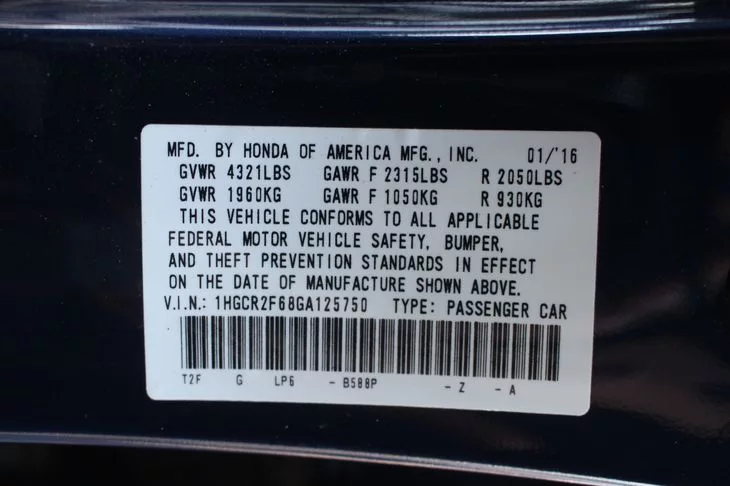 MFD. BY HONDA OF AMERICA MFG., INC. 01/'16
GVWR 4321LBS GAWR F 2315LBS R 2050LBS
GVWR 1960KG GAWR F 1050KG R 930KG
THIS VEHICLE CONFORMS TO ALL APPLICABLE
FEDERAL MOTOR VEHICLE SAFETY, BUMPER,
AND THEFT PREVENTION STANDARDS IN EFFECT
ON THE DATE OF MANUFACTURE SHOWN ABOVE.
V.I.N.: 1HGCR2F68GA125750 TYPE: PASSENGER CAR
T2F G LP6 - B588P - Z - A